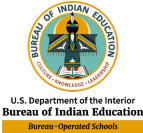 BUREAU OF INDIAN EDUCATION
CULTURE • KNOWLEDGE • LEADERSHIP
U.S. Department of the Interior
Bureau of Indian Education
Bureau-Operated Schools